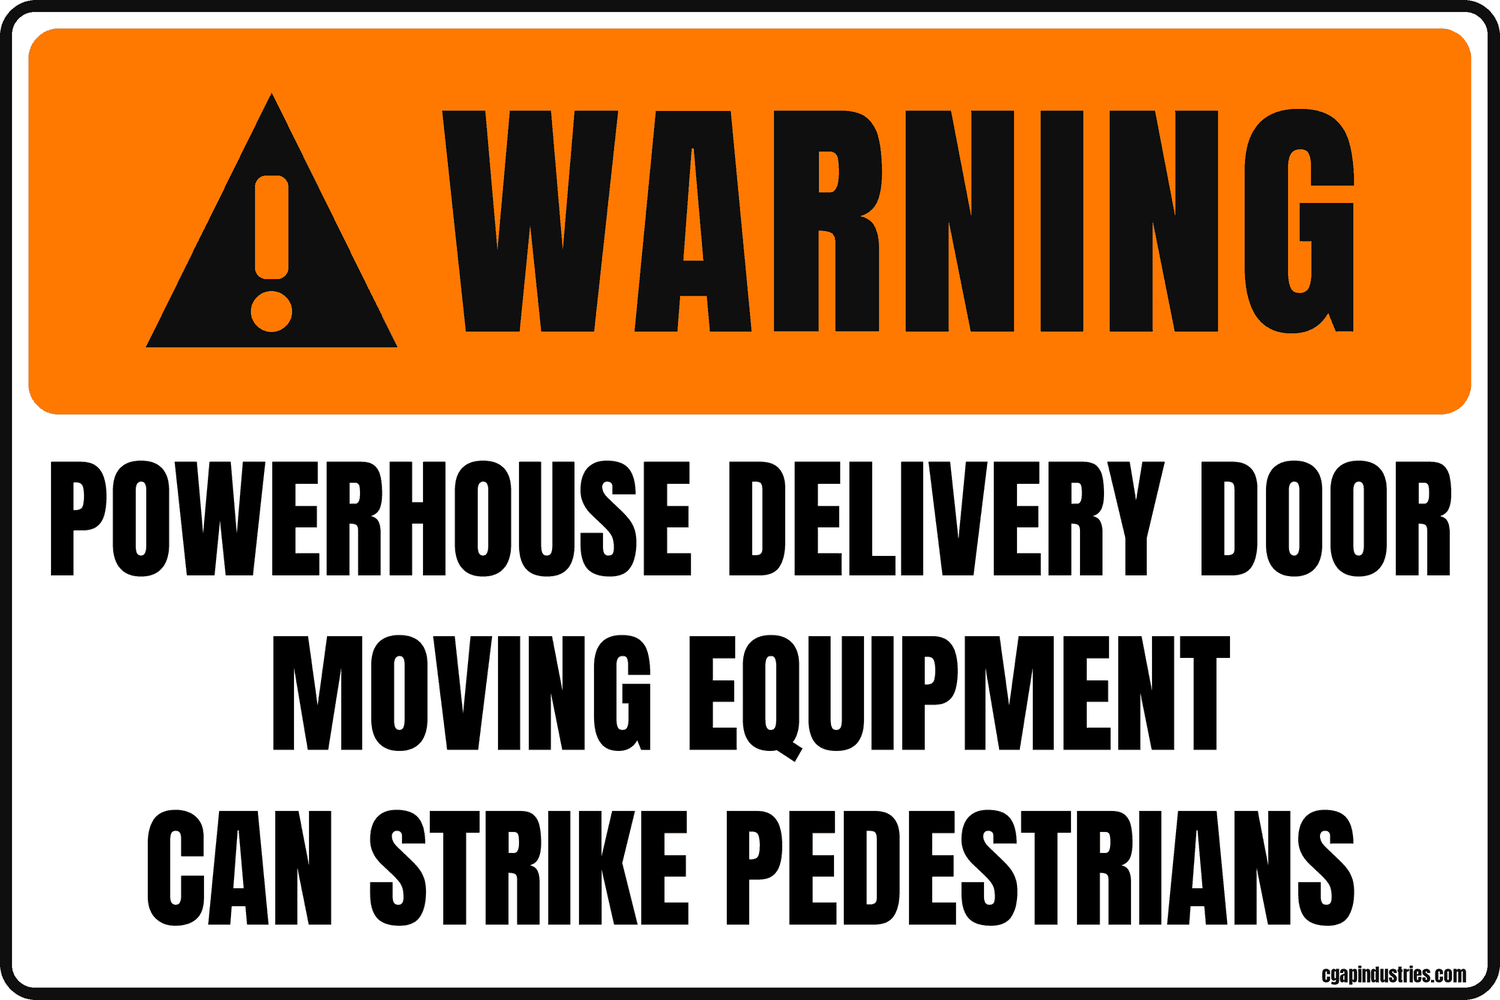 WARNING
POWERHOUSE DELIVERY DOOR
MOVING EQUIPMENT
CAN STRIKE PEDESTRIANS
cgapindustries.com